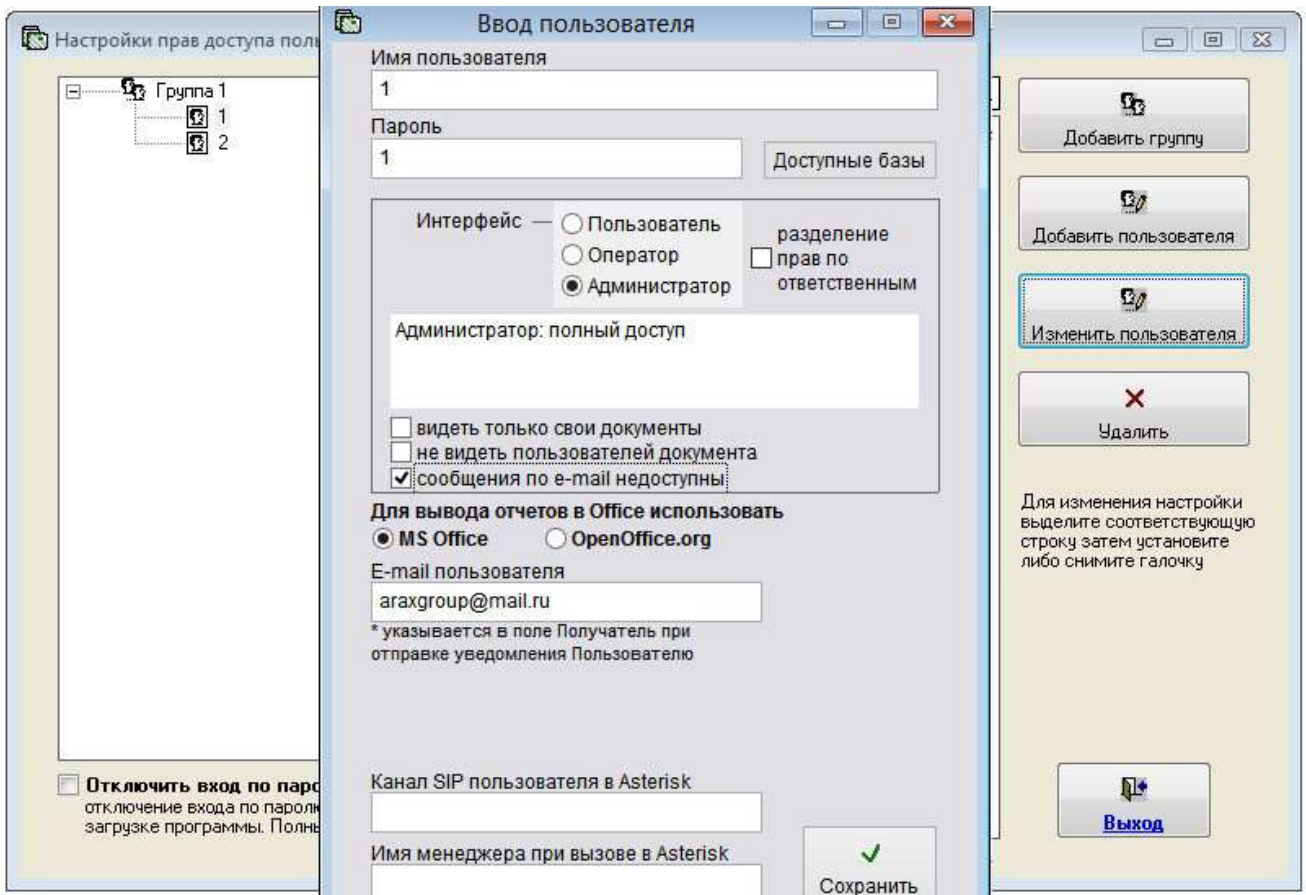 Ввод пользователя
Настройки прав доступа
Группа 1
1
2
Имя пользователя
1
Пароль
1
Доступные базы
Интерфейс
Пользователь
Оператор
Администратор
разделение
прав по
ответственным
Администратор: полный доступ
видеть только свои документы
не видеть пользователей документа
сообщения по e-mail недоступны
Для вывода отчетов в Office использовать
MS Office
OpenOffice.org
E-mail пользователя
araxgroup@mail.ru
* указывается в поле Получатель при
отправке уведомления Пользователю
Канал SIP пользователя в Asterisk
Имя менеджера при вызове в Asterisk
Сохранить
Отключить вход по
отключение входа по
загрузке программы.
Добавить группу
Добавить пользователя
Изменить пользователя
Удалить
Для изменения настройки
выделите соответствующую
строку затем установите
либо снимите галочку
Выход